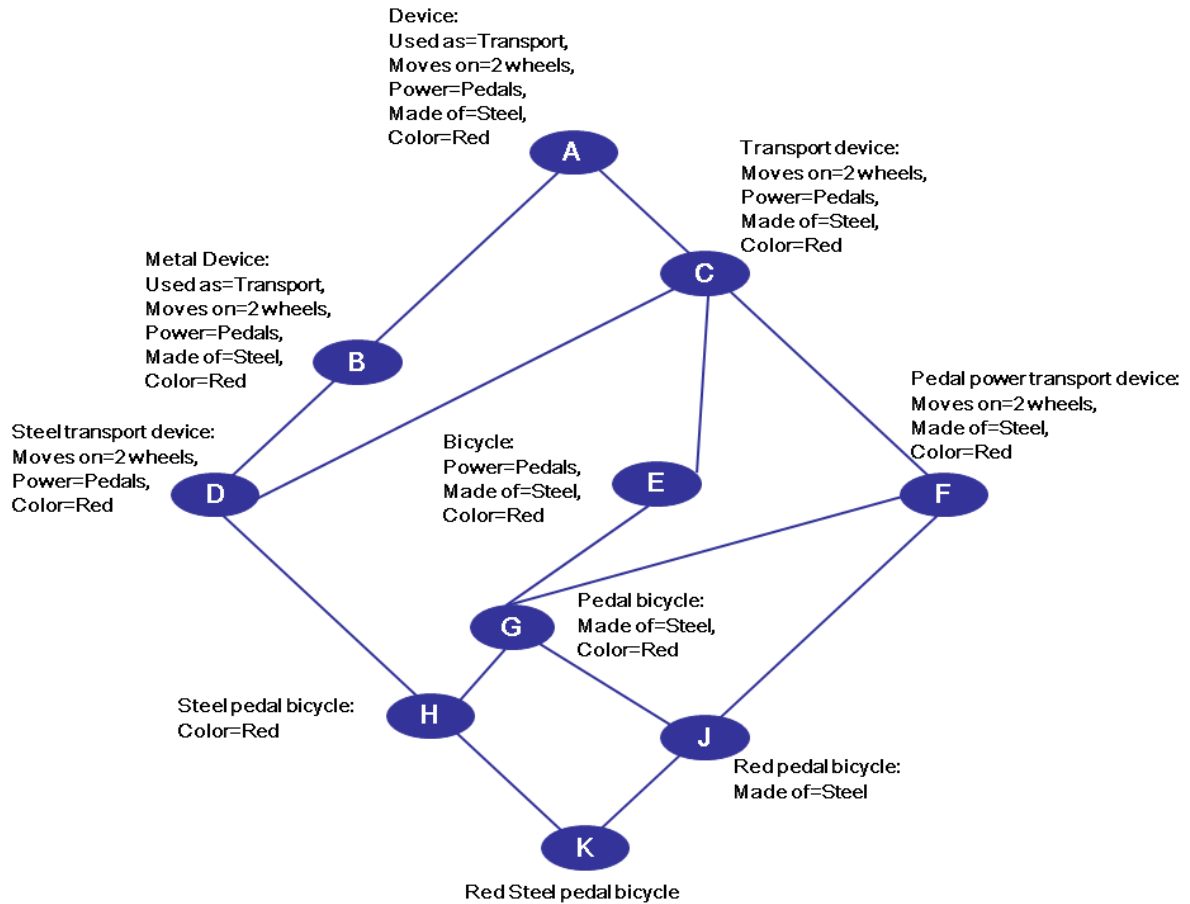 Device:
Used as=Transport,
Moves on=2 wheels,
Power=Pedals,
Made of=Steel,
Color=Red
A
Transport device:
Moves on=2 wheels,
Power=Pedals,
Made of=Steel,
Color=Red
C
Metal Device:
Used as=Transport,
Moves on=2 wheels,
Power=Pedals,
Made of=Steel,
Color=Red
B
Pedal power transport device:
Moves on=2 wheels,
Made of=Steel,
Color=Red
F
Steel transport device:
Moves on=2 wheels,
Power=Pedals,
Color=Red
D
Bicycle:
Power=Pedals,
Made of=Steel,
Color=Red
E
G
Pedal bicycle:
Made of=Steel,
Color=Red
Steel pedal bicycle:
Color=Red
H
J
Red pedal bicycle:
Made of=Steel
K
Red Steel pedal bicycle